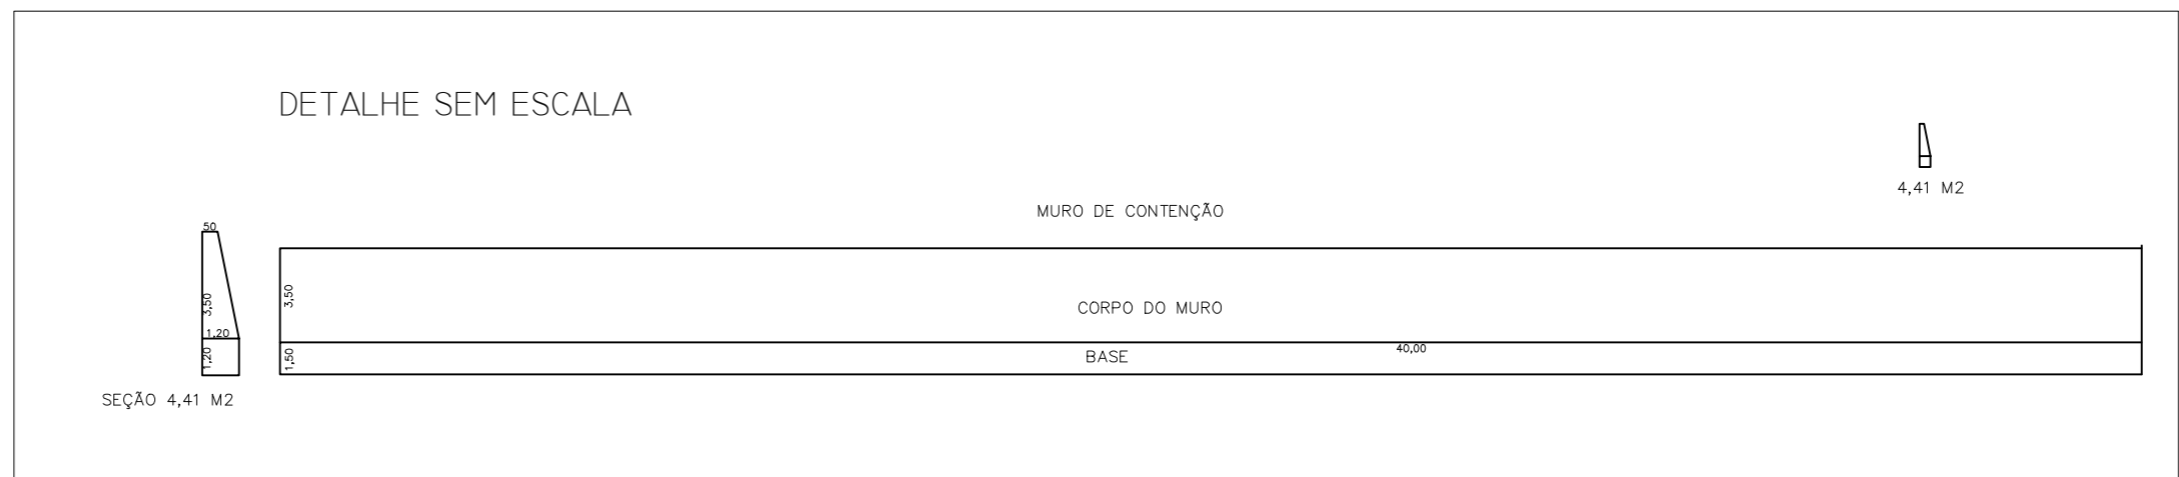 DETALHE SEM ESCALA
4,41 M2
MURO DE CONTENÇÃO
50
3,50
1,20
1,20
3,50
CORPO DO MURO
1,50
BASE
40,00
SEÇÃO 4,41 M2